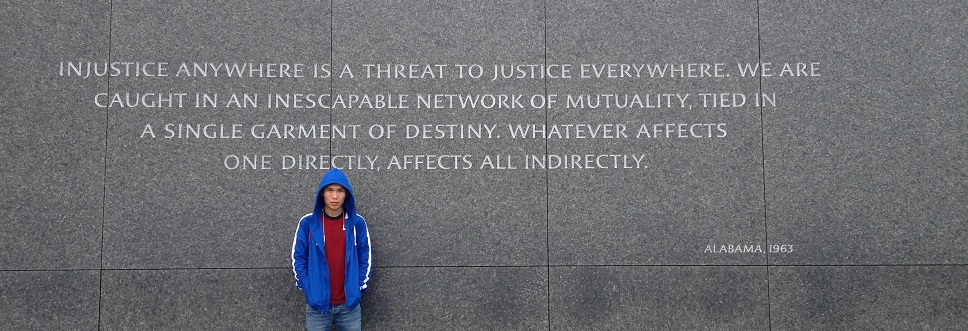 INJUSTICE ANYWHERE IS A THREAT TO JUSTICE EVERYWHERE. WE ARE
CAUGHT IN AN INESCAPABLE NETWORK OF MUTUALITY, TIED IN
A SINGLE GARMENT OF DESTINY. WHATEVER AFFECTS
ONE DIRECTLY, AFFECTS ALL INDIRECTLY.
ALABAMA, 1963